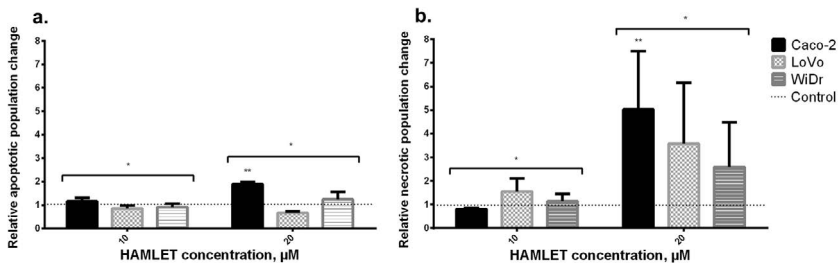 a.
Relative apoptotic population change
8
7
6
5
4
3
2
1
0
*
*
**
10
20
HAMLET concentration, µM
b.
Relative necrotic population change
8
7
6
5
4
3
2
1
0
*
*
**
10
20
HAMLET concentration, µM
Caco-2
LoVo
WiDr
Control